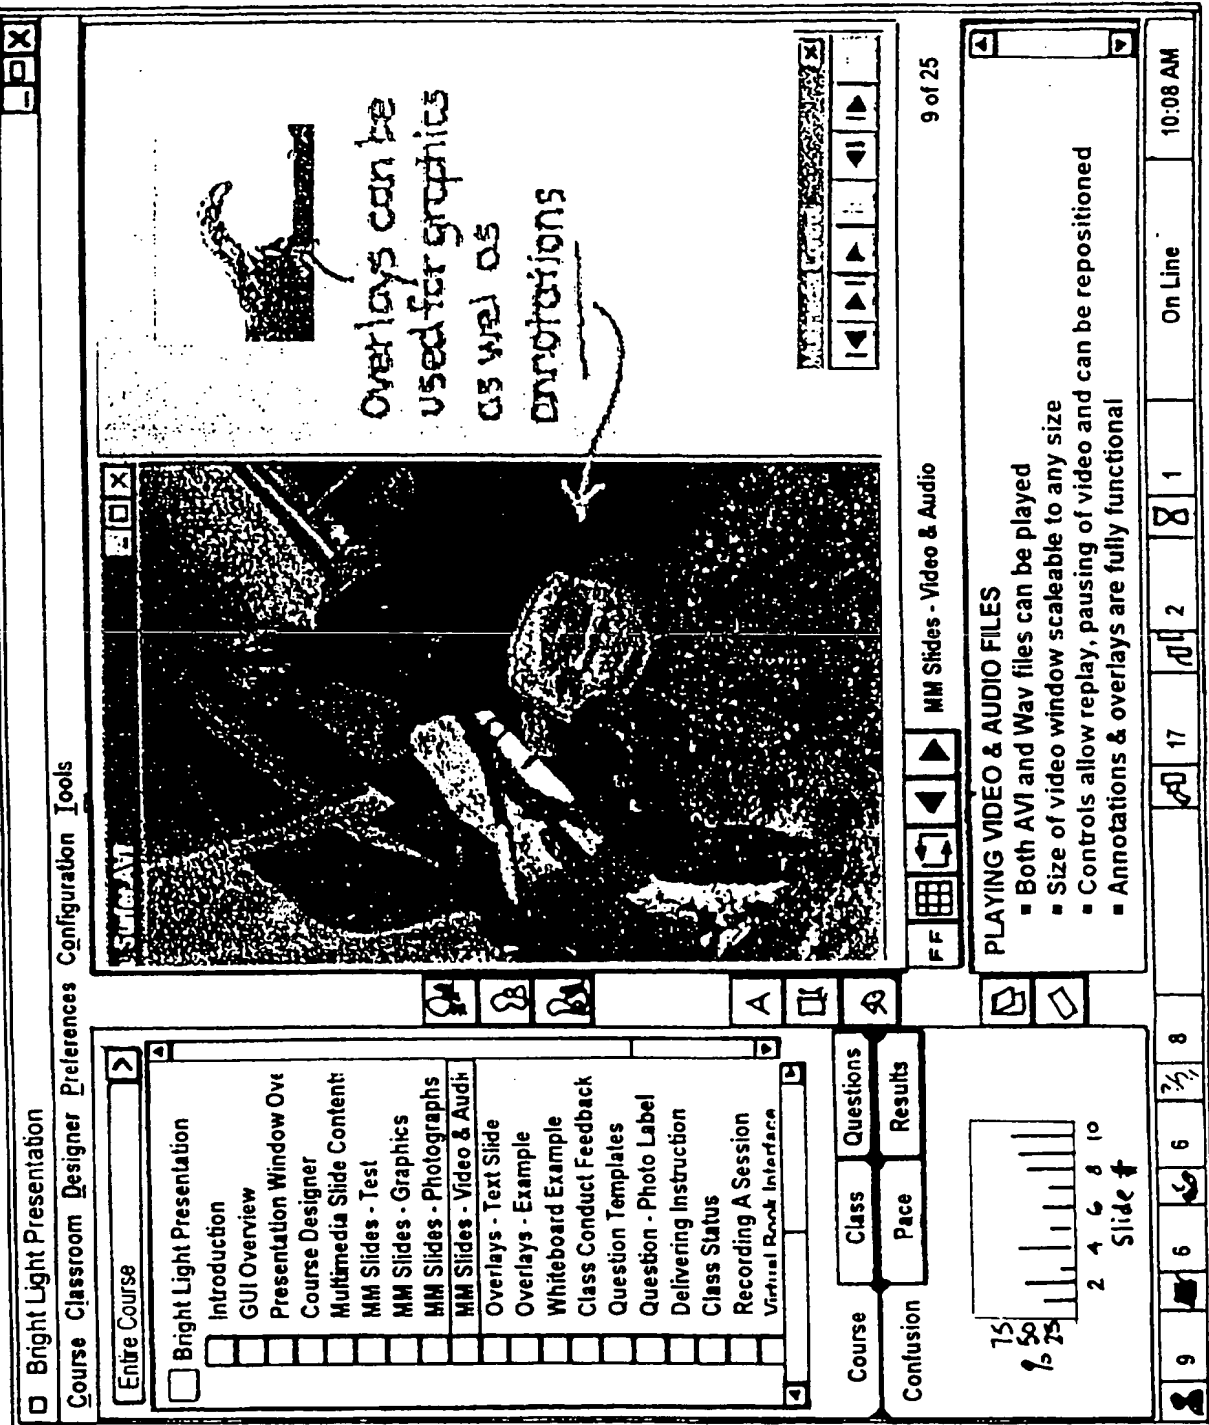 Bright Light Presentation
Course Classroom Designer Preferences Configuration Tools
Entire Course
Bright Light Presentation
Introduction
GUI Overview
Presentation Window Ove
Course Designer
Multimedia Slide Content
MM Slides - Test
MM Slides - Graphics
MM Slides - Photographs
MM Slides - Video & Audi
Overlays - Text Slide
Overlays - Example
Whiteboard Example
Class Conduct Feedback
Question Templates
Question - Photo Label
Delivering Instruction
Class Status
Recording A Session
Virtual Rank Interface
Course Class Questions
Confusion Pace Results
75
% 50
25
2 4 6 8 10
Slide #
A
Overlays can be
used for graphics
as wel as
annotations
FF
MM Slides - Video & Audio
9 of 25
PLAYING VIDEO & AUDIO FILES
▪ Both AVI and Wav files can be played
▪ Size of video window scaleable to any size
▪ Controls allow replay, pausing of video and can be repositioned
▪ Annotations & overlays are fully functional
9 6 6 8 17 2 1 On Line 10:08 AM